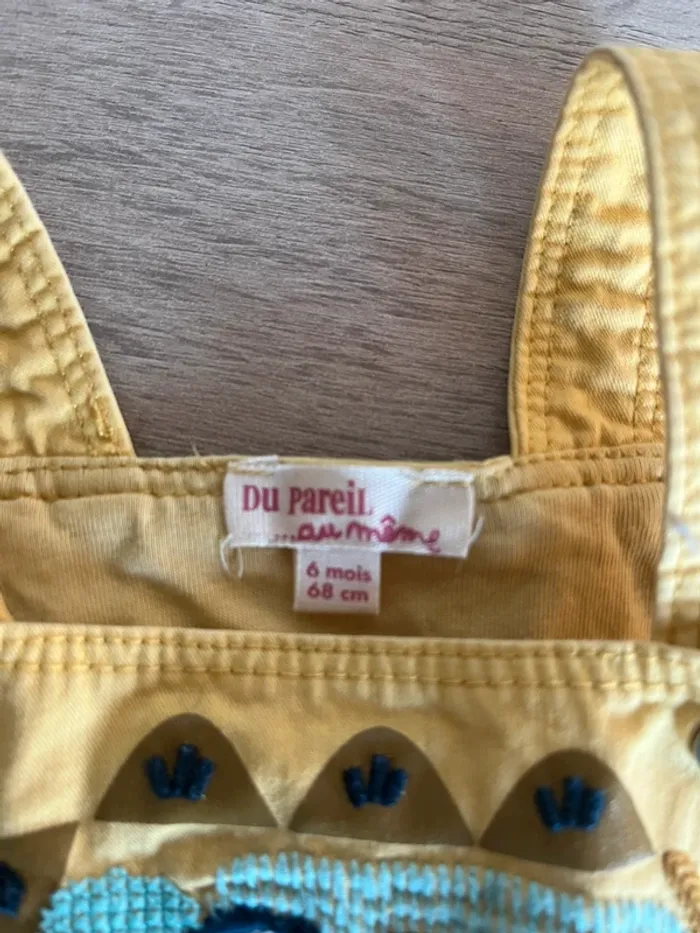 Du pareil
...au même
6 mois
68 cm